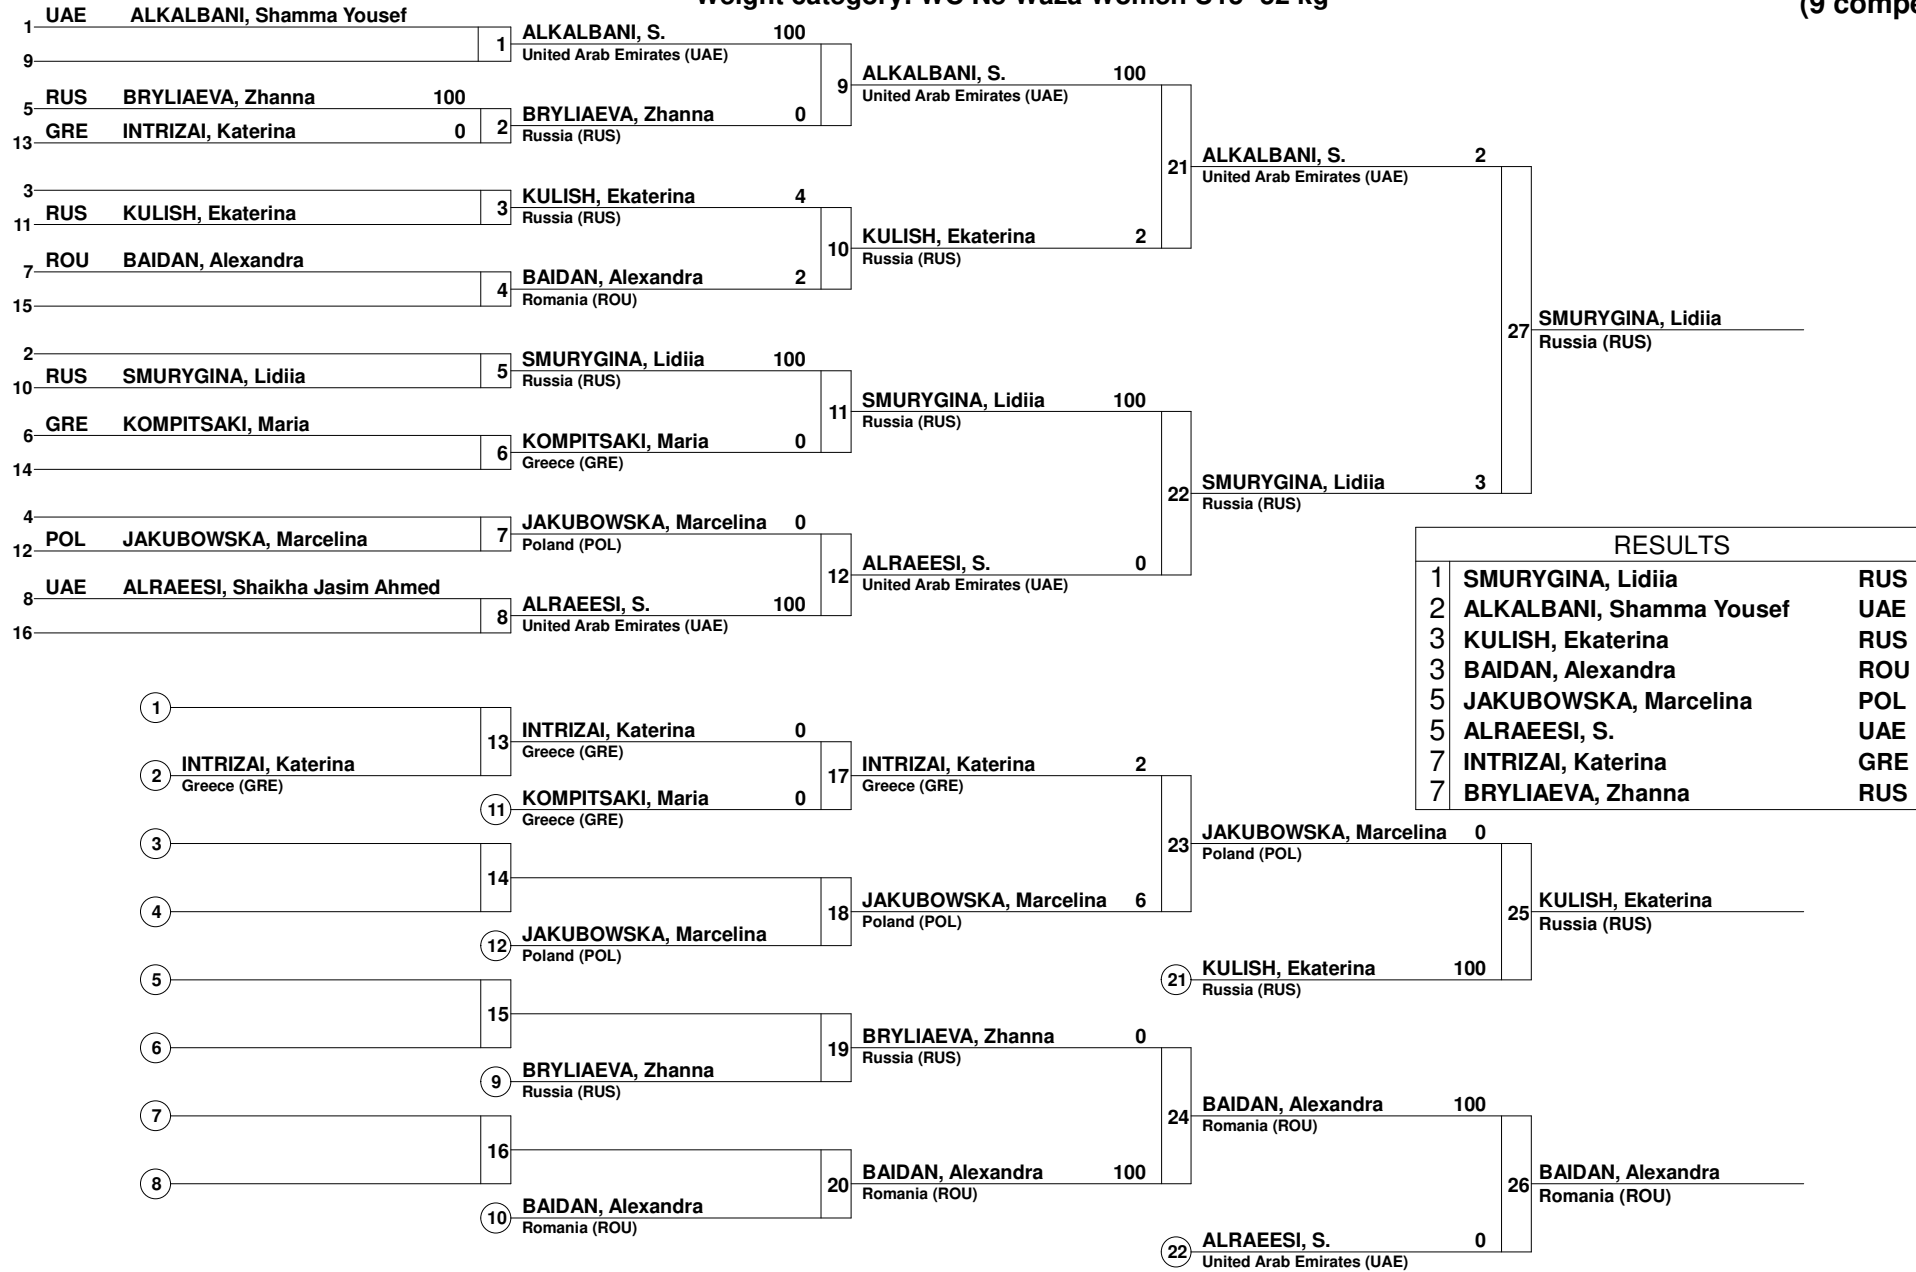 Weight category: WC Ne-Waza Women U18 -52 kg
(9 compe
1 UAE ALKALBANI, Shamma Yousef
9
1 ALKALBANI, S. 100
United Arab Emirates (UAE)
5 RUS BRYLIAEVA, Zhanna 100
13 GRE INTRIZAI, Katerina 0
2 BRYLIAEVA, Zhanna 0
Russia (RUS)
9 ALKALBANI, S. 100
United Arab Emirates (UAE)
3
11 RUS KULISH, Ekaterina
3 KULISH, Ekaterina 4
Russia (RUS)
7 ROU BAIDAN, Alexandra
15
4 BAIDAN, Alexandra 2
Romania (ROU)
10 KULISH, Ekaterina 2
Russia (RUS)
21 ALKALBANI, S. 2
United Arab Emirates (UAE)
2
10 RUS SMURYGINA, Lidiia
5 SMURYGINA, Lidiia 100
Russia (RUS)
6 GRE KOMPITSAKI, Maria
14
6 KOMPITSAKI, Maria 0
Greece (GRE)
11 SMURYGINA, Lidiia 100
Russia (RUS)
4
12 POL JAKUBOWSKA, Marcelina
7 JAKUBOWSKA, Marcelina 0
Poland (POL)
8 UAE ALRAEESI, Shaikha Jasim Ahmed
16
8 ALRAEESI, S. 100
United Arab Emirates (UAE)
12 ALRAEESI, S. 0
United Arab Emirates (UAE)
22 SMURYGINA, Lidiia 3
Russia (RUS)
27 SMURYGINA, Lidiia
Russia (RUS)
RESULTS
1 SMURYGINA, Lidiia RUS
2 ALKALBANI, Shamma Yousef UAE
3 KULISH, Ekaterina RUS
3 BAIDAN, Alexandra ROU
5 JAKUBOWSKA, Marcelina POL
5 ALRAEESI, S. UAE
7 INTRIZAI, Katerina GRE
7 BRYLIAEVA, Zhanna RUS
1
2 INTRIZAI, Katerina
Greece (GRE)
13 INTRIZAI, Katerina 0
Greece (GRE)
11 KOMPITSAKI, Maria 0
Greece (GRE)
17 INTRIZAI, Katerina 2
Greece (GRE)
3
4
14
12 JAKUBOWSKA, Marcelina
Poland (POL)
18 JAKUBOWSKA, Marcelina 6
Poland (POL)
23 JAKUBOWSKA, Marcelina 0
Poland (POL)
21 KULISH, Ekaterina 100
Russia (RUS)
25 KULISH, Ekaterina
Russia (RUS)
5
6
15
9 BRYLIAEVA, Zhanna
Russia (RUS)
19 BRYLIAEVA, Zhanna 0
Russia (RUS)
7
8
16
10 BAIDAN, Alexandra
Romania (ROU)
20 BAIDAN, Alexandra 100
Romania (ROU)
24 BAIDAN, Alexandra 100
Romania (ROU)
22 ALRAEESI, S. 0
United Arab Emirates (UAE)
26 BAIDAN, Alexandra
Romania (ROU)